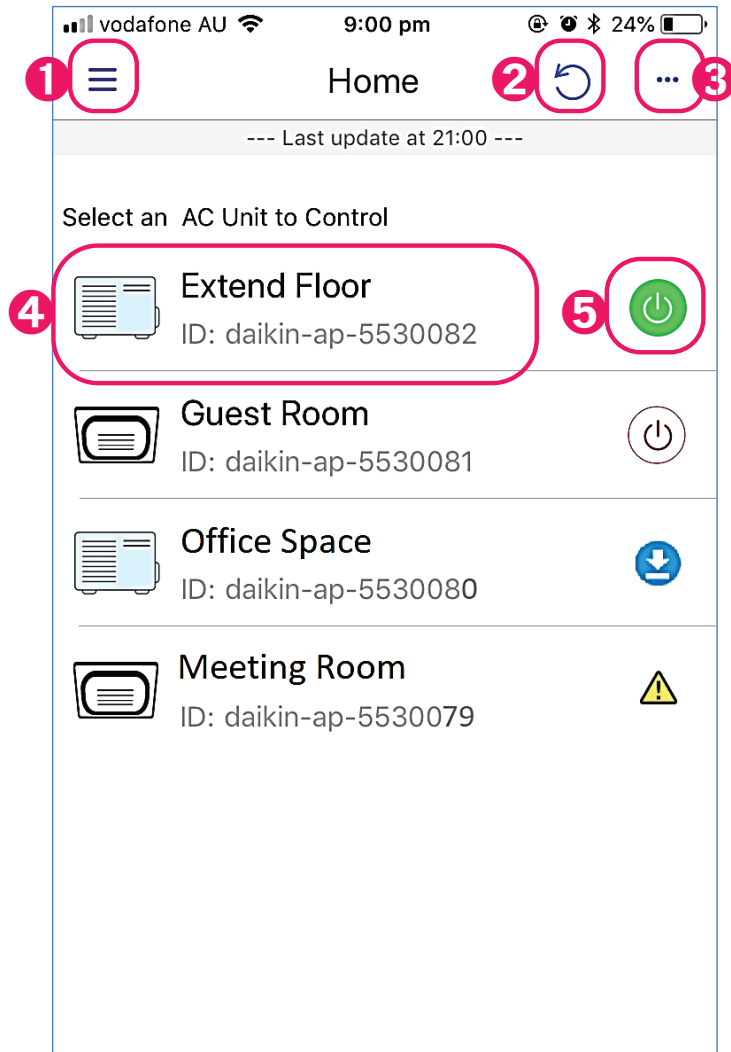 vodafone AU 9:00 pm 24%
1 Home 2 ... 3
--- Last update at 21:00 ---
Select an AC Unit to Control
4 Extend Floor 5
ID: daikin-ap-5530082
Guest Room
ID: daikin-ap-5530081
Office Space
ID: daikin-ap-5530080
Meeting Room
ID: daikin-ap-5530079